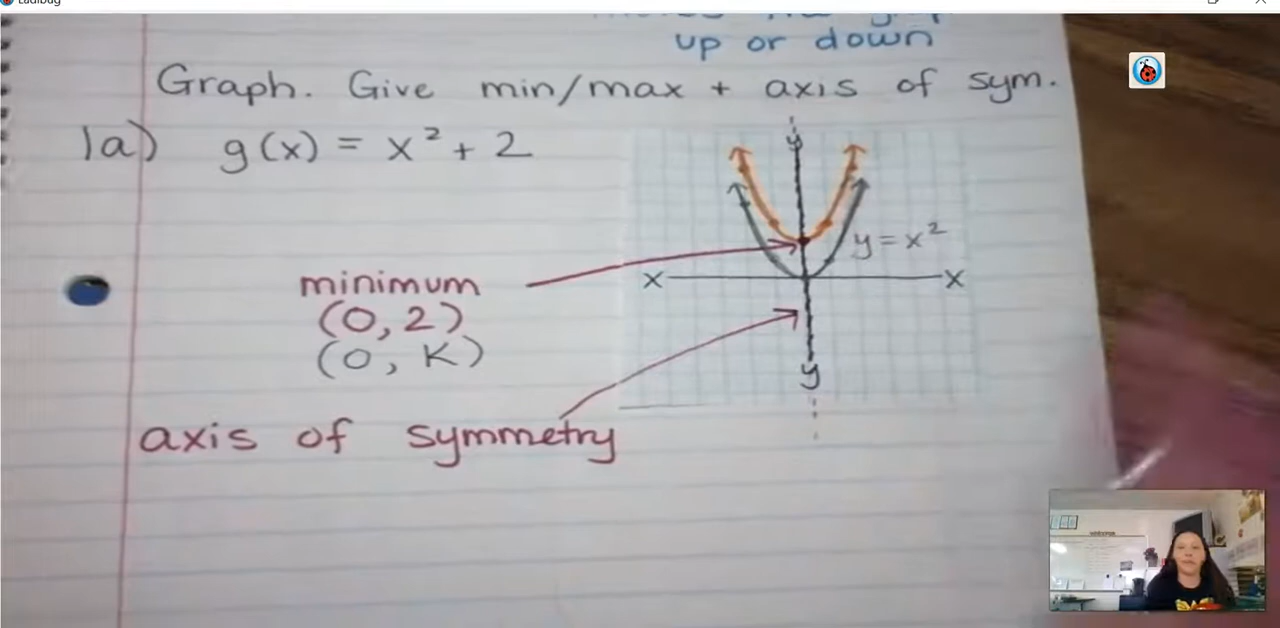 Ladibug
up or down
Graph. Give min/max + axis of sym.
1a) g(x) = x² + 2
y
y = x²
x
x
minimum
(0, 2)
(0, K)
y
axis of symmetry